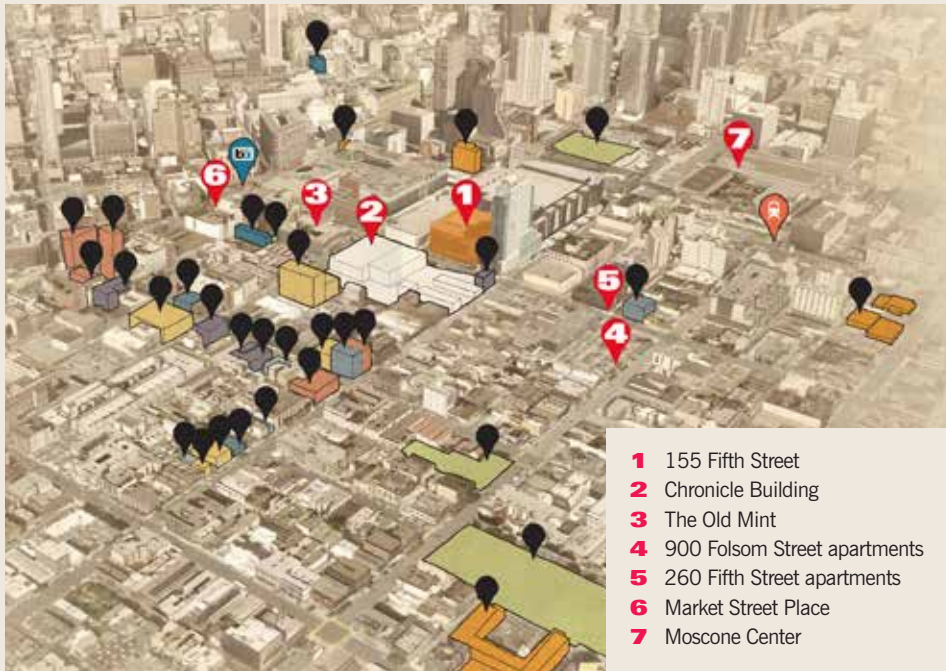 7
6
3
1
2
5
4
1 155 Fifth Street
2 Chronicle Building
3 The Old Mint
4 900 Folsom Street apartments
5 260 Fifth Street apartments
6 Market Street Place
7 Moscone Center